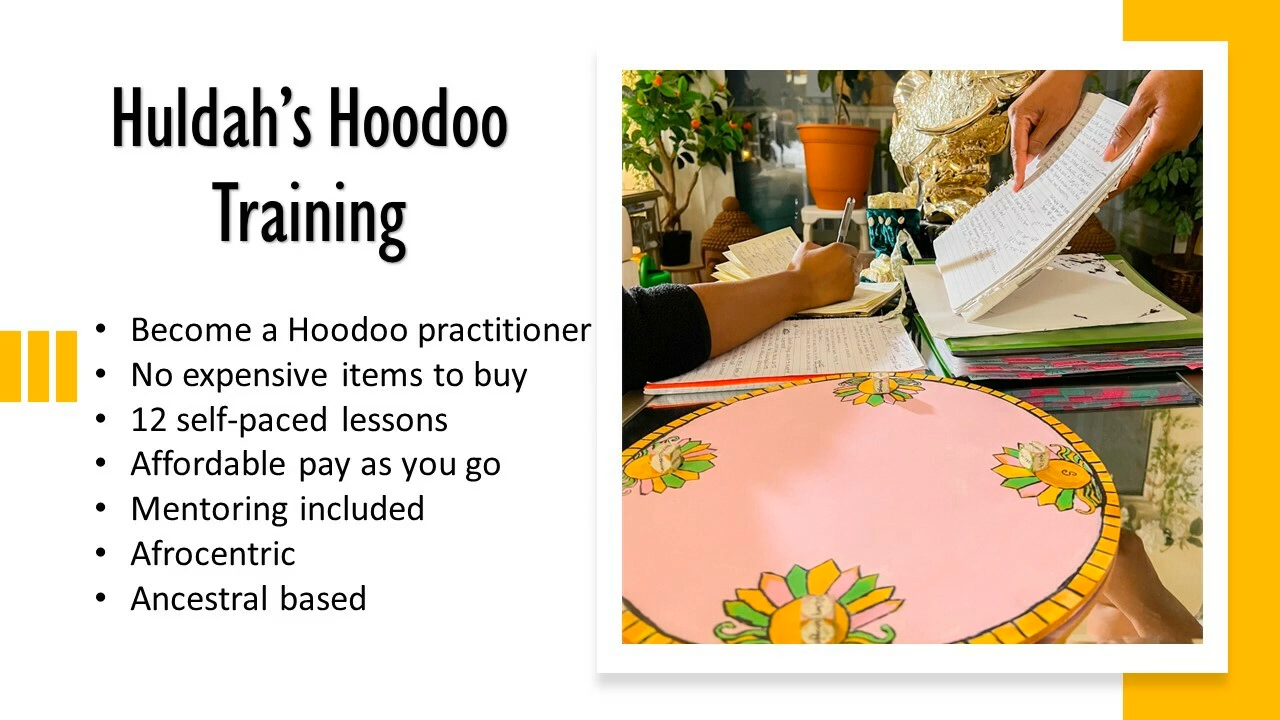 Huldah’s Hoodoo
Training
• Become a Hoodoo practitioner
• No expensive items to buy
• 12 self-paced lessons
• Affordable pay as you go
• Mentoring included
• Afrocentric
• Ancestral based